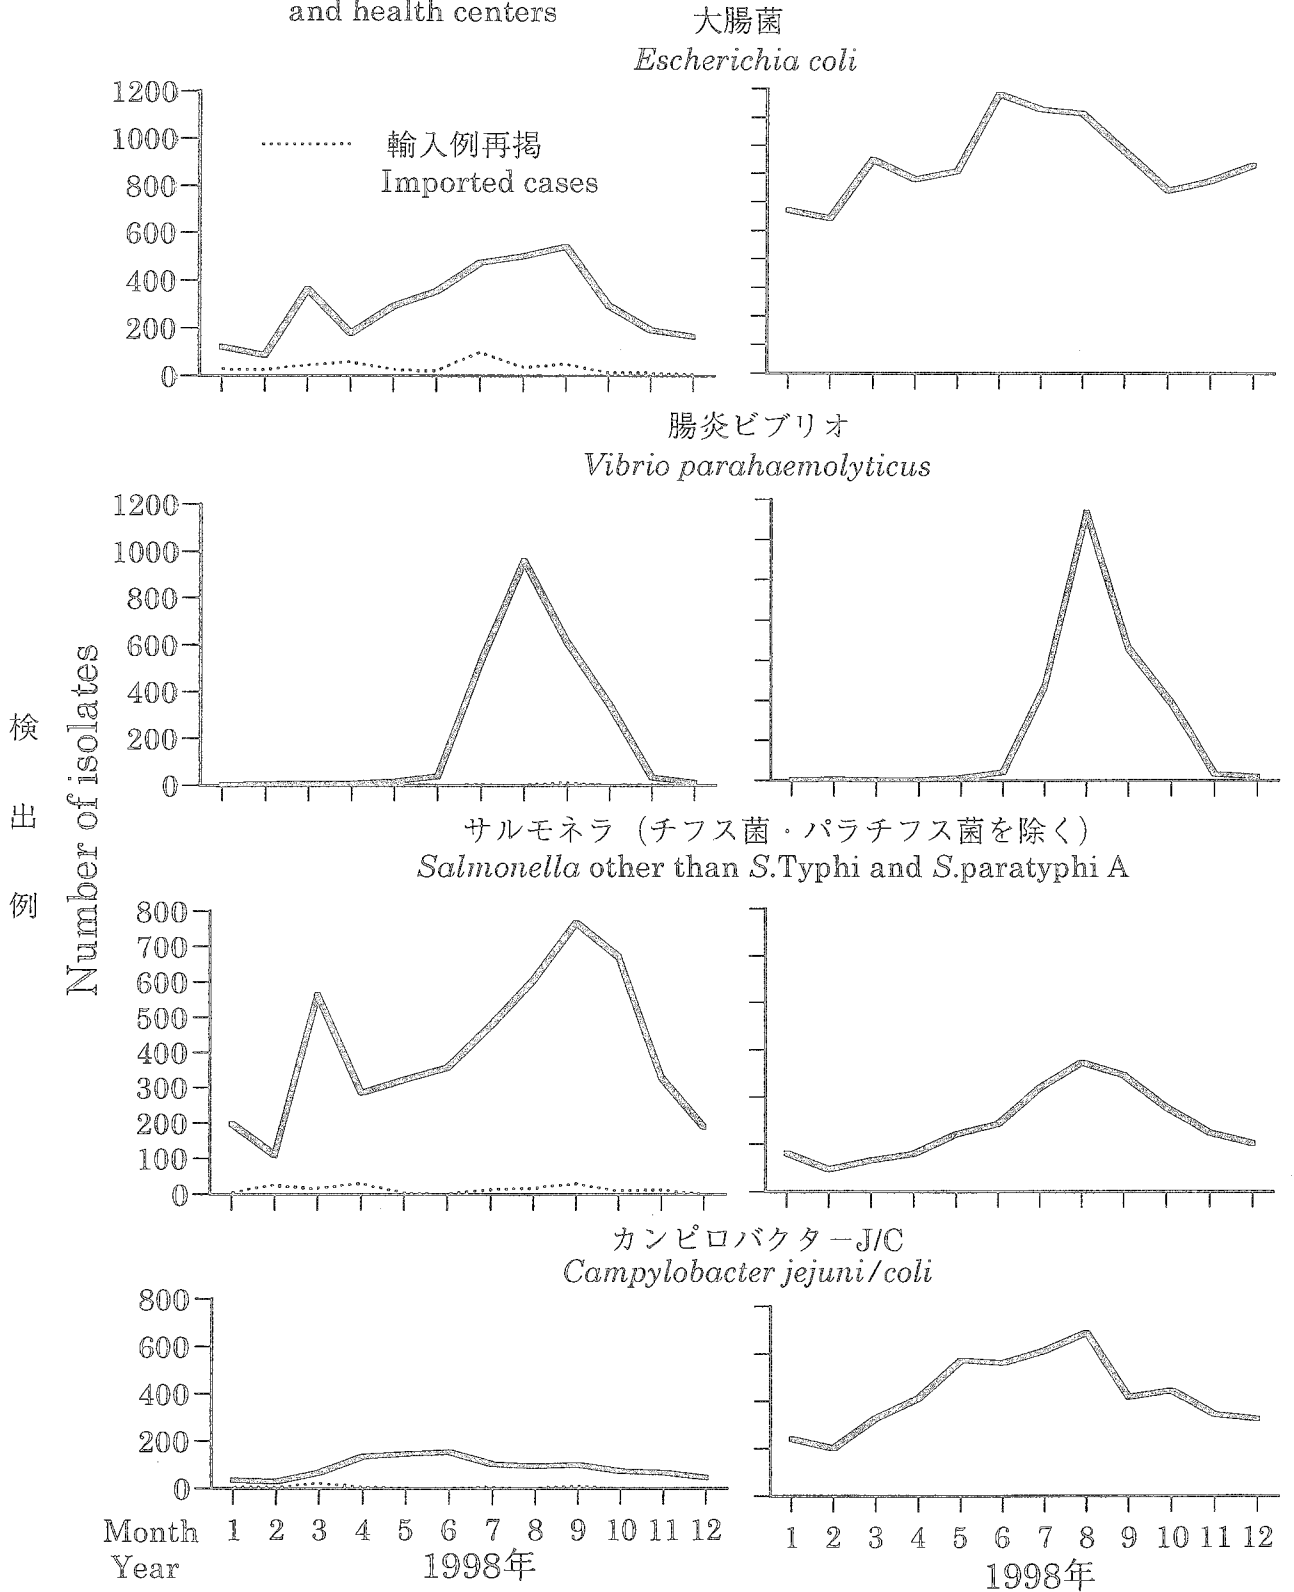 and health centers
大腸菌
Escherichia coli
1200
1000
800
600
400
200
0
輸入例再掲
Imported cases
腸炎ビブリオ
Vibrio parahaemolyticus
1200
1000
800
600
400
200
0
検出例
Number of isolates
サルモネラ（チフス菌・パラチフス菌を除く）
Salmonella other than S.Typhi and S.paratyphi A
800
700
600
500
400
300
200
100
0
カンピロバクターJ/C
Campylobacter jejuni/coli
800
600
400
200
0
Month 1 2 3 4 5 6 7 8 9 10 11 12
1 2 3 4 5 6 7 8 9 10 11 12
Year 1998年
1998年